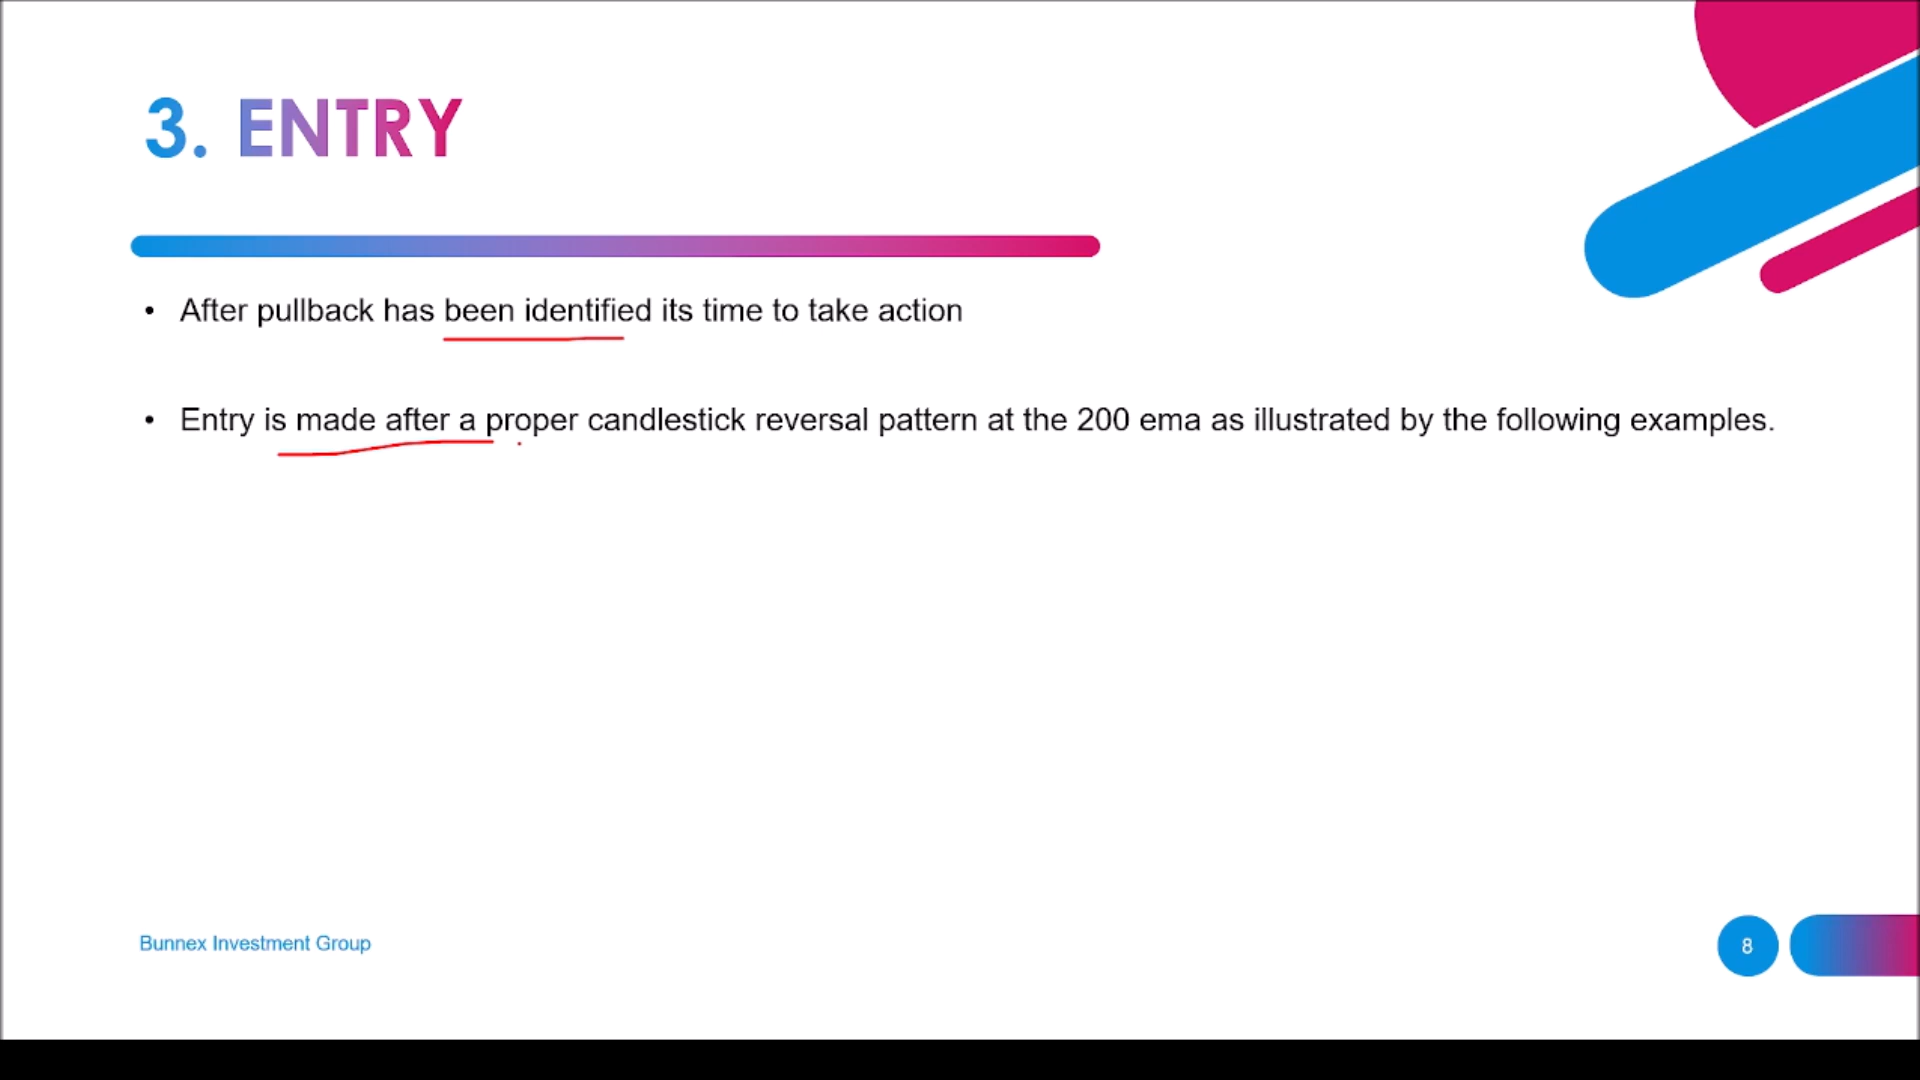 3. ENTRY
• After pullback has been identified its time to take action
• Entry is made after a proper candlestick reversal pattern at the 200 ema as illustrated by the following examples.
Bunnex Investment Group
8